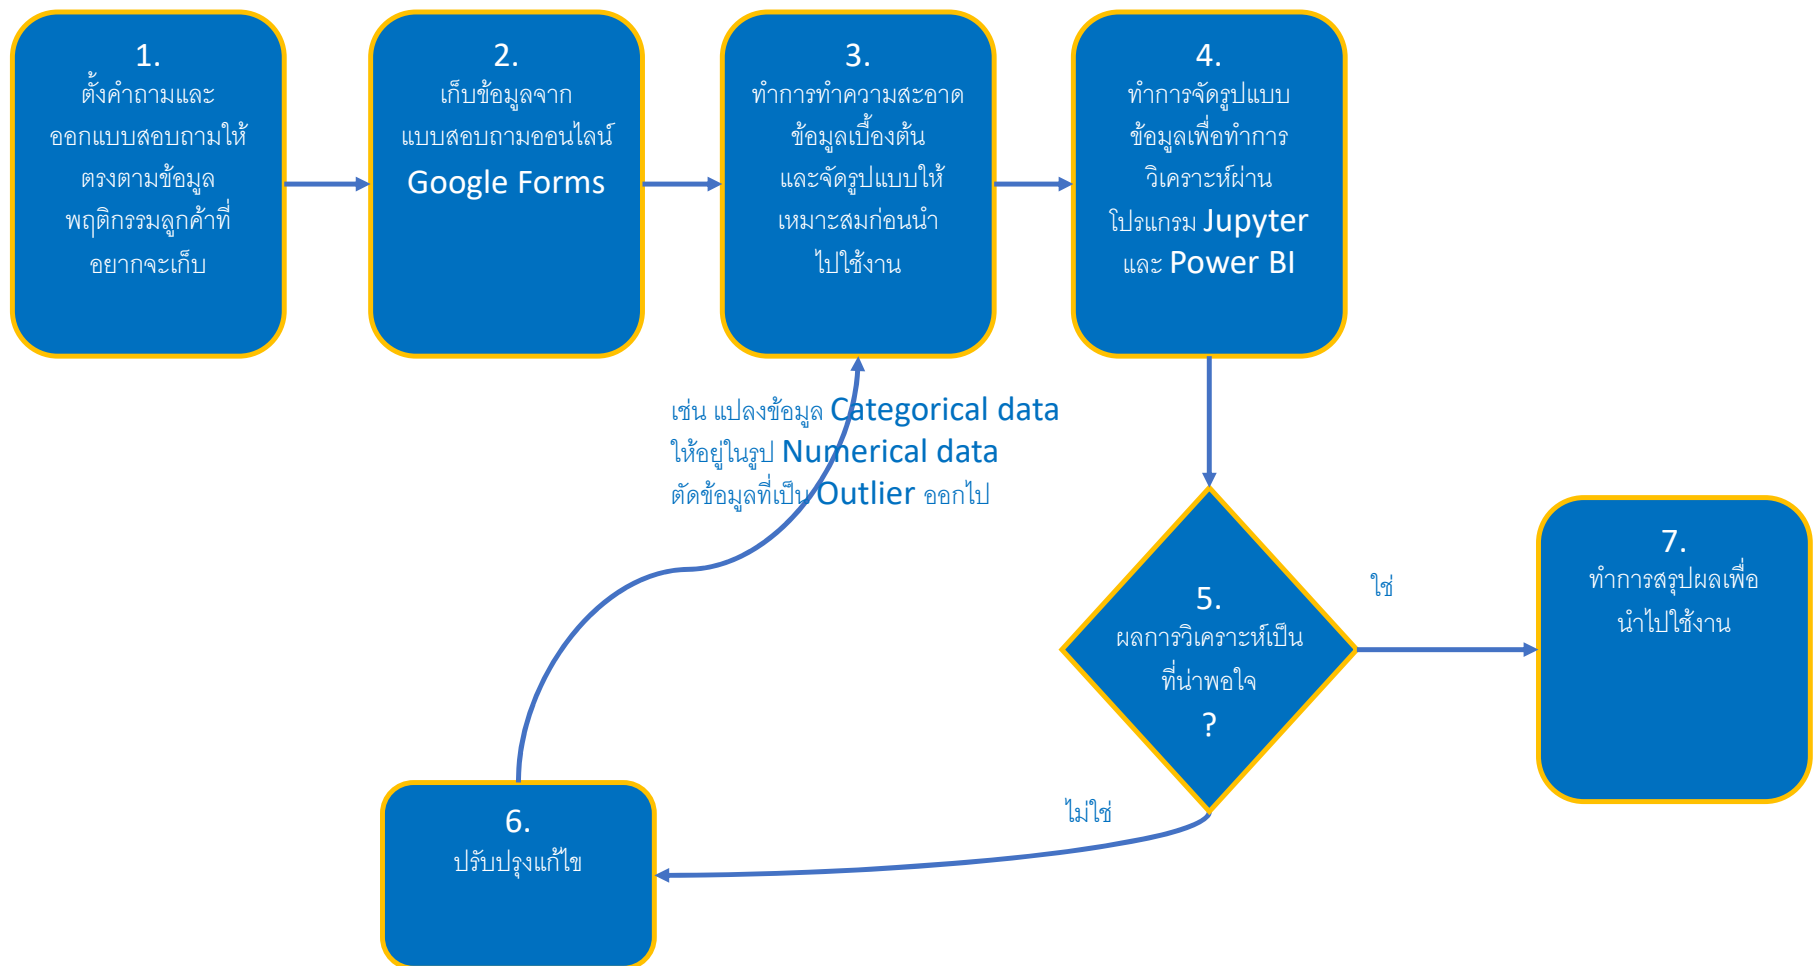 1.
ตั้งคำถามและ
ออกแบบสอบถามให้
ตรงตามข้อมูล
พฤติกรรมลูกค้าที่
อยากจะเก็บ
2.
เก็บข้อมูลจาก
แบบสอบถามออนไลน์
Google Forms
3.
ทำการทำความสะอาด
ข้อมูลเบื้องต้น
และจัดรูปแบบให้
เหมาะสมก่อนนำ
ไปใช้งาน
4.
ทำการจัดรูปแบบ
ข้อมูลเพื่อทำการ
วิเคราะห์ผ่าน
โปรแกรม Jupyter
และ Power BI
เช่น แปลงข้อมูล Categorical data
ให้อยู่ในรูป Numerical data
ตัดข้อมูลที่เป็น Outlier ออกไป
5.
ผลการวิเคราะห์เป็น
ที่น่าพอใจ
?
ใช่
7.
ทำการสรุปผลเพื่อ
นำไปใช้งาน
ไม่ใช่
6.
ปรับปรุงแก้ไข